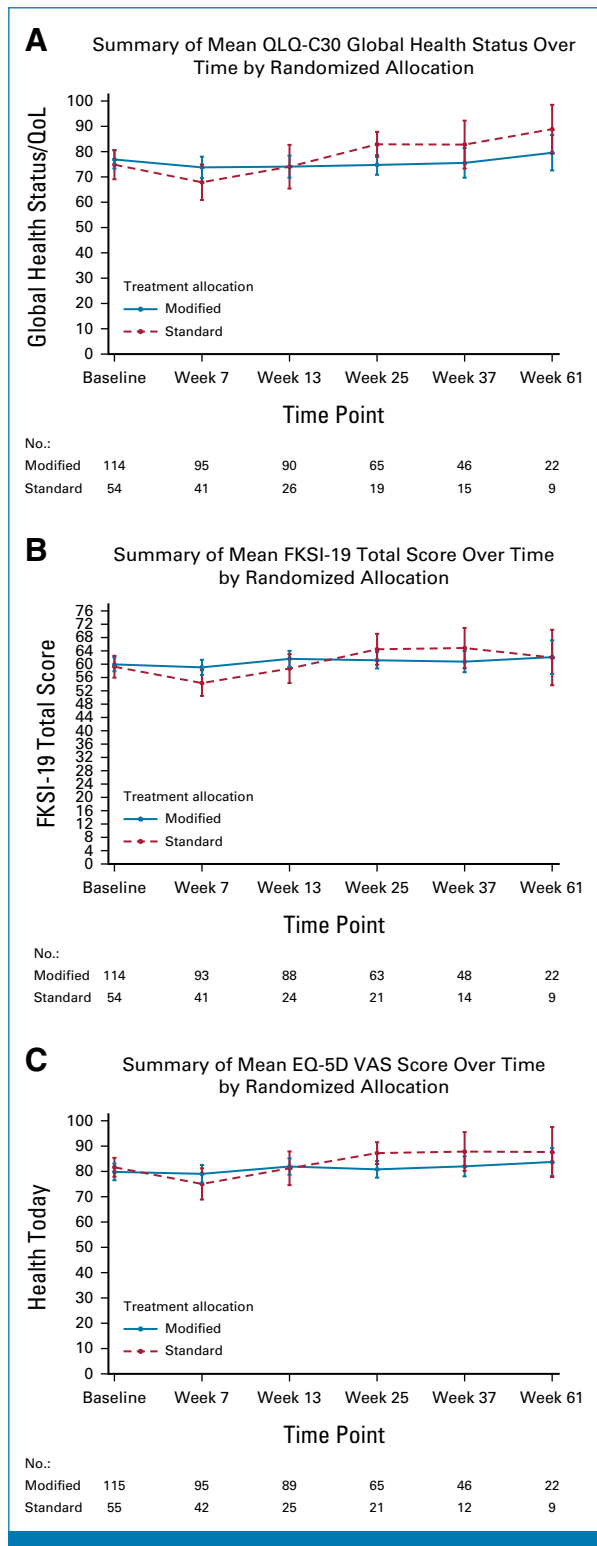 A
Summary of Mean QLQ-C30 Global Health Status Over
Time by Randomized Allocation
Global Health Status/QoL
100
90
80
70
60
50
40
30
20
10
0
Treatment allocation
Modified
Standard
Baseline Week 7 Week 13 Week 25 Week 37 Week 61
Time Point
No.:
Modified 114 95 90 65 46 22
Standard 54 41 26 19 15 9
B
Summary of Mean FKSI-19 Total Score Over Time
by Randomized Allocation
FKSI-19 Total Score
76
72
68
64
60
56
52
48
44
40
36
32
28
24
20
16
12
8
4
0
Treatment allocation
Modified
Standard
Baseline Week 7 Week 13 Week 25 Week 37 Week 61
Time Point
No.:
Modified 114 93 88 63 48 22
Standard 54 41 24 21 14 9
C
Summary of Mean EQ-5D VAS Score Over Time
by Randomized Allocation
Health Today
100
90
80
70
60
50
40
30
20
10
0
Treatment allocation
Modified
Standard
Baseline Week 7 Week 13 Week 25 Week 37 Week 61
Time Point
No.:
Modified 115 95 89 65 46 22
Standard 55 42 25 21 12 9